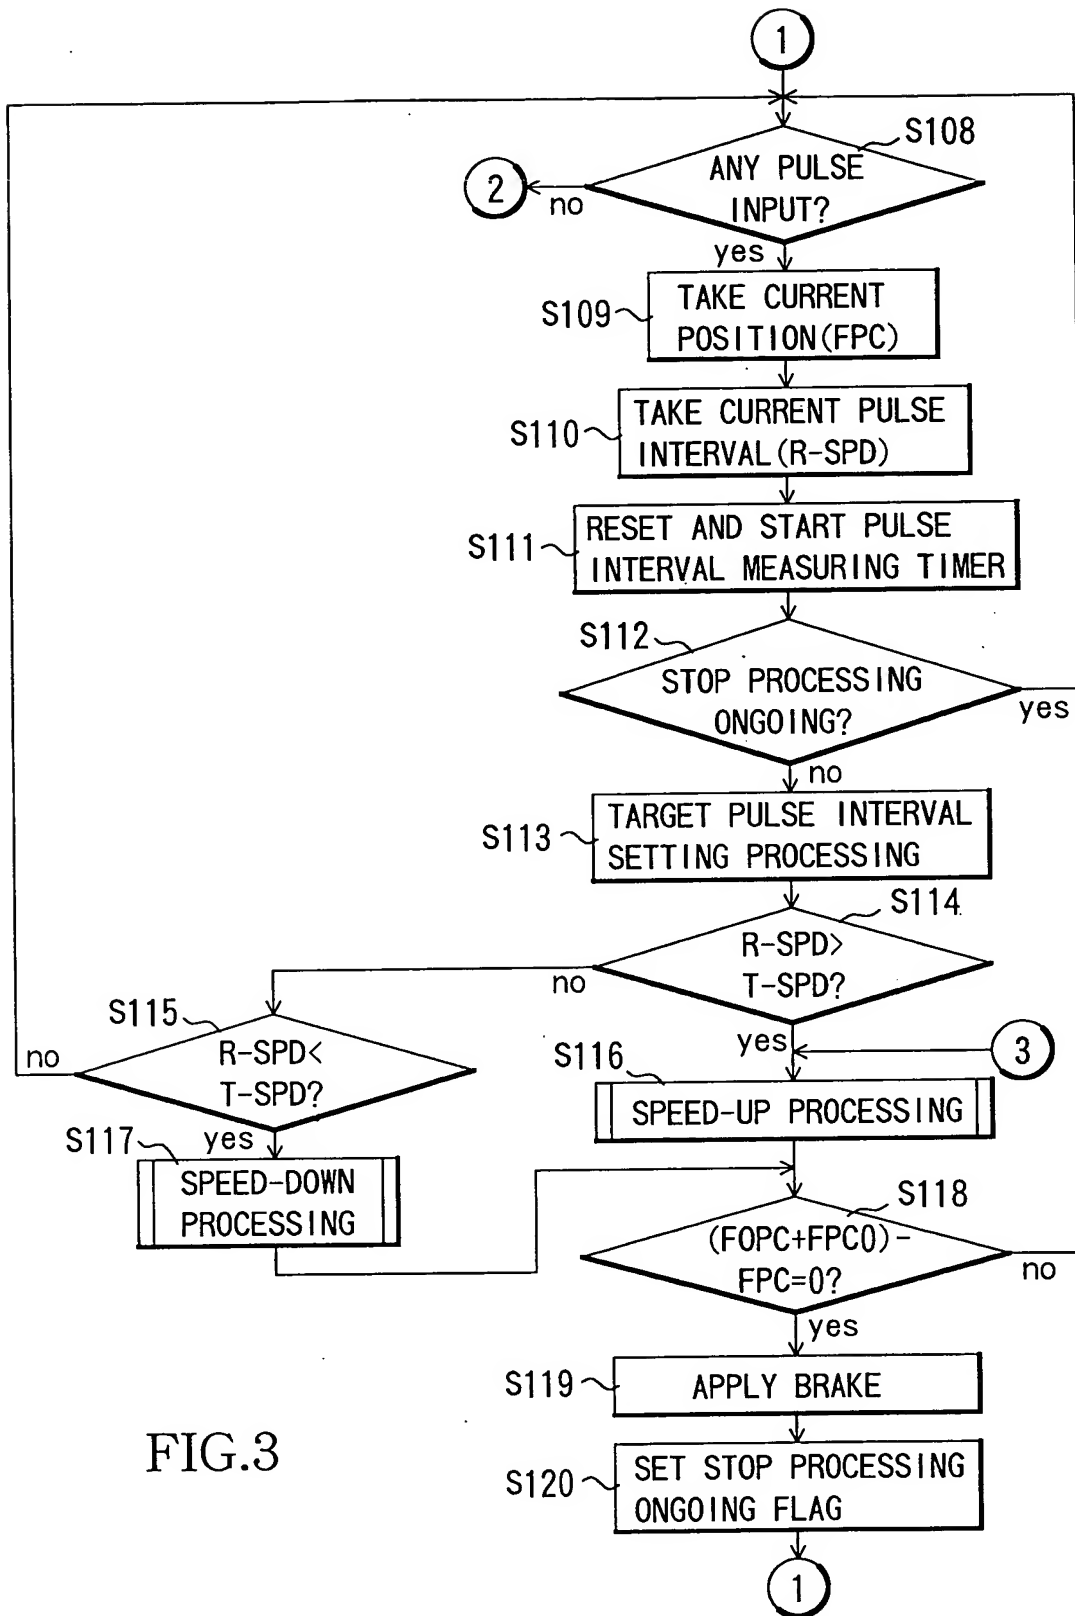 1
S108
ANY PULSE
INPUT?
2
no
yes
S109
TAKE CURRENT
POSITION(FPC)
S110
TAKE CURRENT PULSE
INTERVAL(R-SPD)
S111
RESET AND START PULSE
INTERVAL MEASURING TIMER
S112
STOP PROCESSING
ONGOING?
yes
no
S113
TARGET PULSE INTERVAL
SETTING PROCESSING
S114
R-SPD>
T-SPD?
no
yes
S115
R-SPD<
T-SPD?
no
yes
3
S116
SPEED-UP PROCESSING
S117
SPEED-DOWN
PROCESSING
S118
(FOPC+FPC0)-
FPC=0?
no
yes
S119
APPLY BRAKE
S120
SET STOP PROCESSING
ONGOING FLAG
1
FIG.3